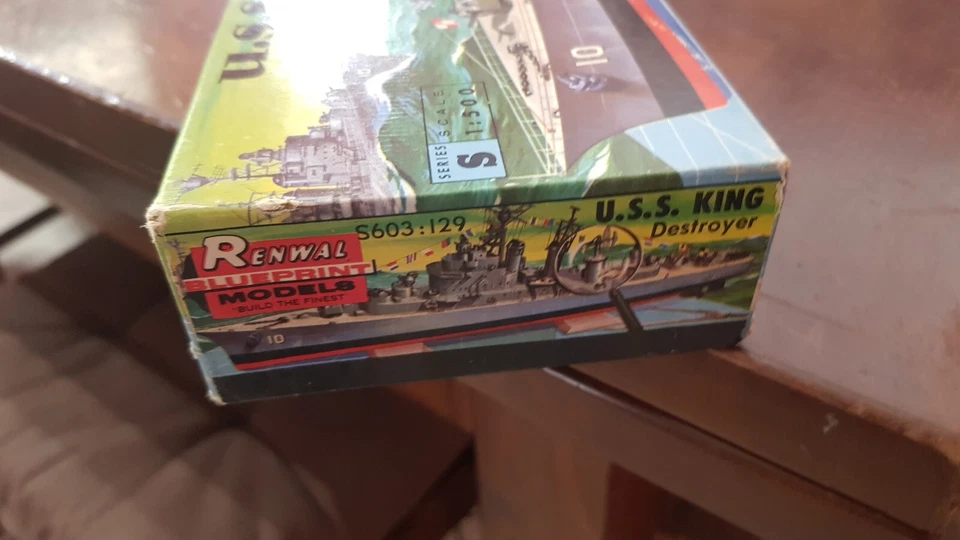 U.S.S
10
SERIES
S
SCALE
1:500
RENWAL
BLUEPRINT
MODELS
"BUILD THE FINEST"
S603:129
U.S.S. KING
Destroyer
10